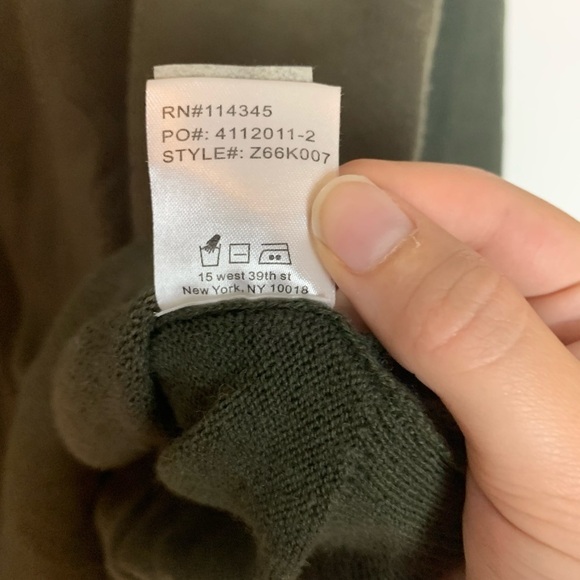 RN#114345
PO#: 4112011-2
STYLE#: Z66K007
15 west 39th st
New York, NY 10018